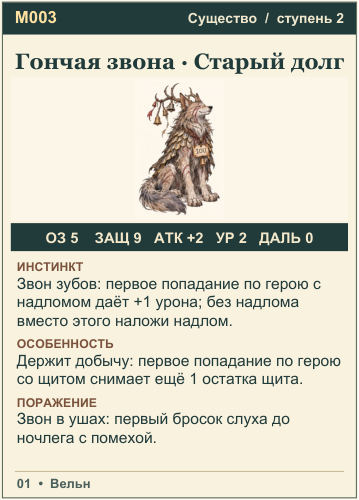 M003
Существо / ступень 2
Гончая звона · Старый долг
ОЗ 5 ЗАЩ 9 АТК +2 УР 2 ДАЛЬ 0
ИНСТИНКТ
Звон зубов: первое попадание по герою с
надломом даёт +1 урона; без надлома
вместо этого наложи надлом.
ОСОБЕННОСТЬ
Держит добычу: первое попадание по герою
со щитом снимает ещё 1 остатка щита.
ПОРАЖЕНИЕ
Звон в ушах: первый бросок слуха до
ночлега с помехой.
01 • Вельн